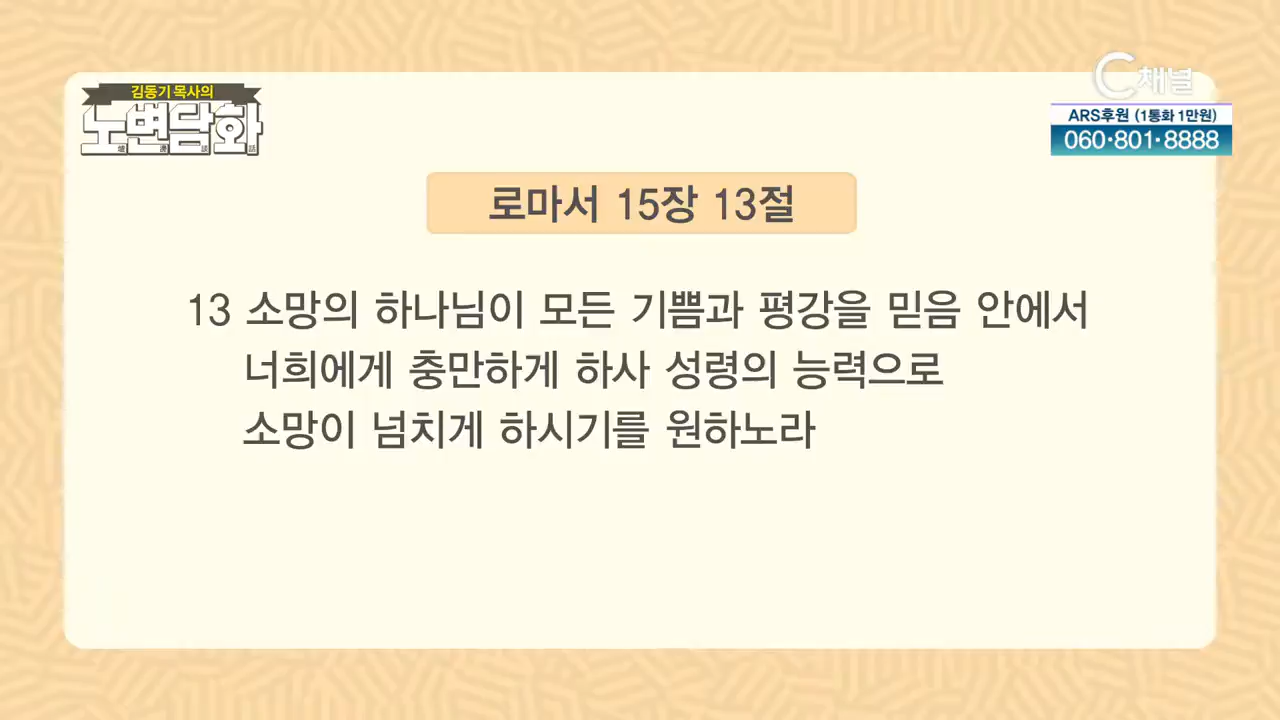 김동기 목사의
노변담화
C채널
ARS후원 (1통화 1만원)
060·801·8888
로마서 15장 13절
13 소망의 하나님이 모든 기쁨과 평강을 믿음 안에서
너희에게 충만하게 하사 성령의 능력으로
소망이 넘치게 하시기를 원하노라